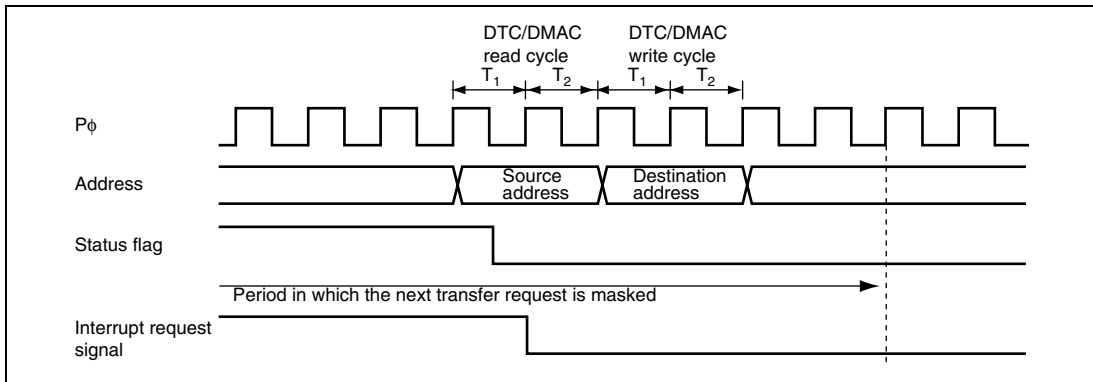 DTC/DMAC DTC/DMAC
read cycle write cycle
T1 T2 T1 T2
Pϕ
Address
Source address
Destination address
Status flag
Period in which the next transfer request is masked
Interrupt request
signal